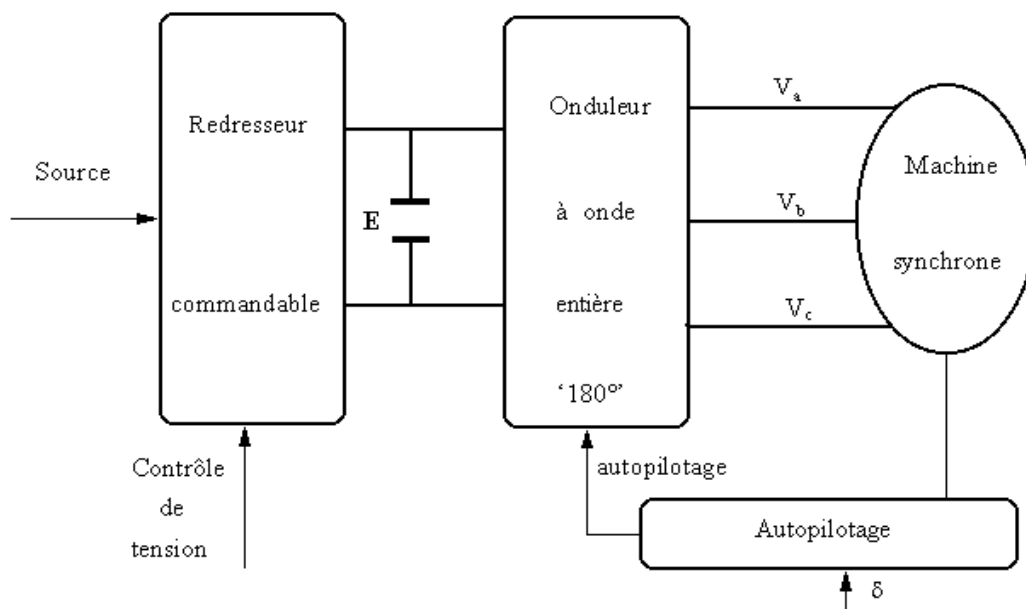 Source
Redresseur
commandable
Contrôle
de
tension
E
Onduleur
à onde
entière
‘180°’
autopilotage
Va
Vb
Vc
Machine
synchrone
Autopilotage
δ